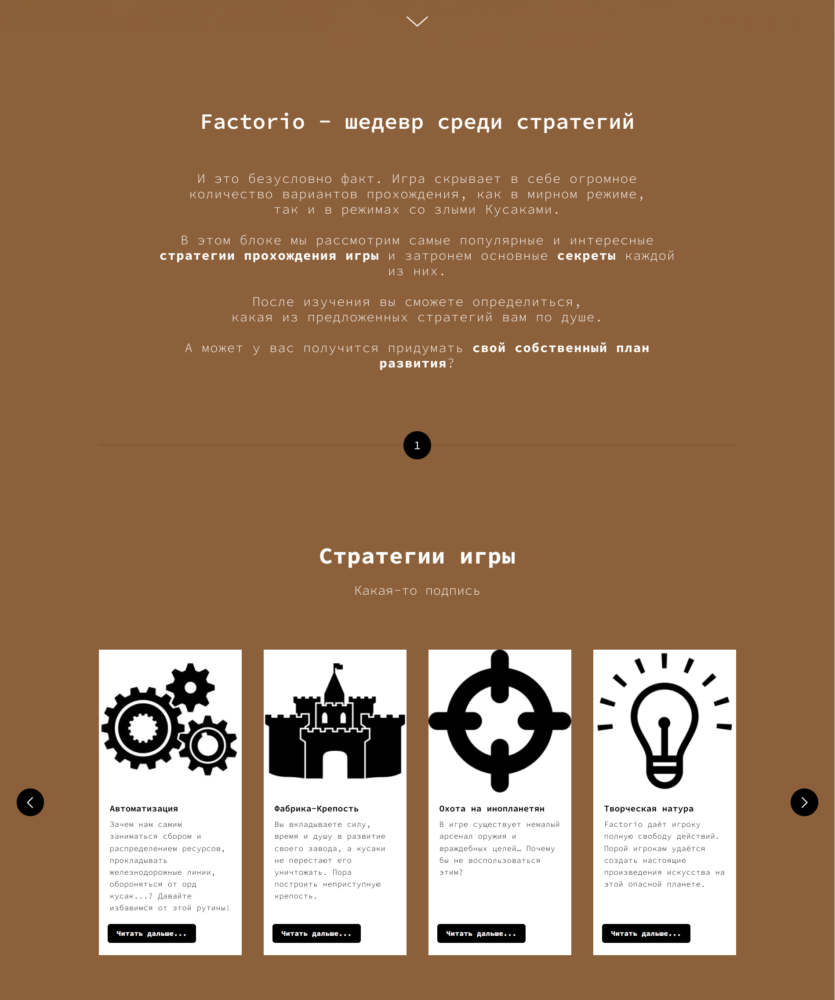 Factorio - шедевр среди стратегий
И это безусловно факт. Игра скрывает в себе огромное
количество вариантов прохождения, как в мирном режиме,
так и в режимах со злыми Кусаками.
В этом блоке мы рассмотрим самые популярные и интересные
стратегии прохождения игры и затронем основные секреты каждой
из них.
После изучения вы сможете определиться,
какая из предложенных стратегий вам по душе.
А может у вас получится придумать свой собственный план
развития?
1
Стратегии игры
Какая-то подпись
Автоматизация
Зачем нам самим
заниматься сбором и
распределением ресурсов,
прокладывать
железнодорожные линии,
обороняться от орд
кусак...? Давайте
избавимся от этой рутины!
Читать дальше...
Фабрика-Крепость
Вы вкладываете силу,
время и душу в развитие
своего завода, а кусаки
не перестают его
уничтожать. Пора
построить неприступную
крепость.
Читать дальше...
Охота на инопланетян
В игре существует немалый
арсенал оружия и
враждебных целей… Почему
бы не воспользоваться
этим?
Читать дальше...
Творческая натура
Factorio даёт игроку
полную свободу действий.
Порой игрокам удаётся
создать настоящие
произведения искусства на
этой опасной планете.
Читать дальше...